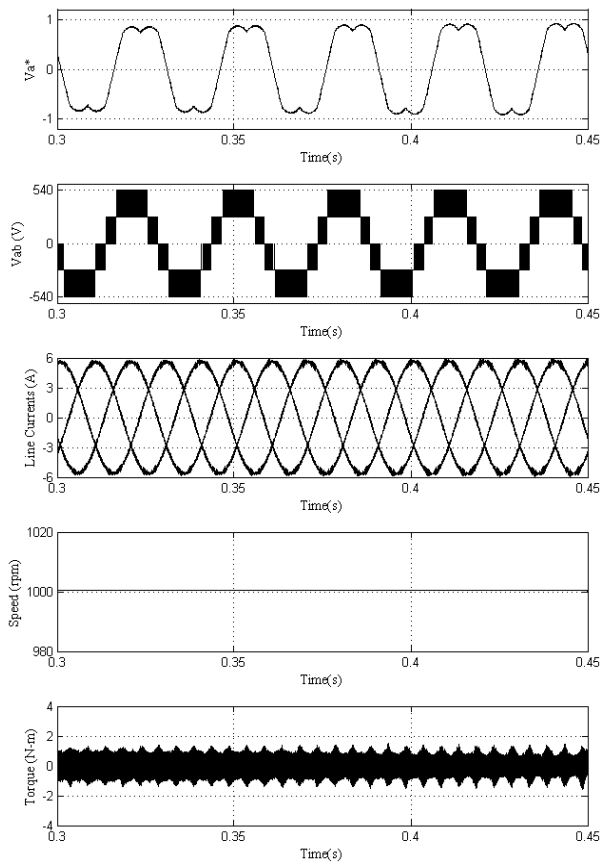 1
0
-1
Va*
0.3 0.35 0.4 0.45
Time(s)
540
0
-540
Vab (V)
0.3 0.35 0.4 0.45
Time(s)
6
3
0
-3
-6
Line Currents (A)
0.3 0.35 0.4 0.45
Time(s)
1020
1000
980
Speed (rpm)
0.3 0.35 0.4 0.45
Time(s)
4
2
0
-2
-4
Torque (N-m)
0.3 0.35 0.4 0.45
Time(s)